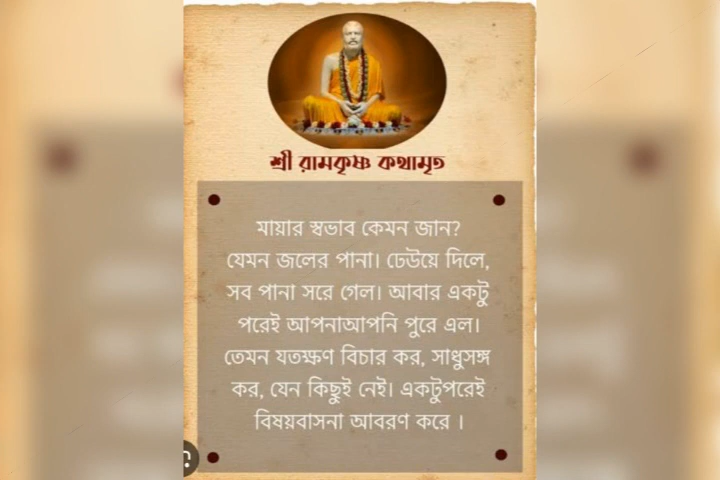 শ্রী রামকৃষ্ণ কথামৃত
মায়ার স্বভাব কেমন জান?
যেমন জলের পানা। ঢেউয়ে দিলে,
সব পানা সরে গেল। আবার একটু
পরেই আপনাআপনি পুরে এল।
তেমন যতক্ষণ বিচার কর, সাধুসঙ্গ
কর, যেন কিছুই নেই। একটুপরেই
বিষয়বাসনা আবরণ করে ।